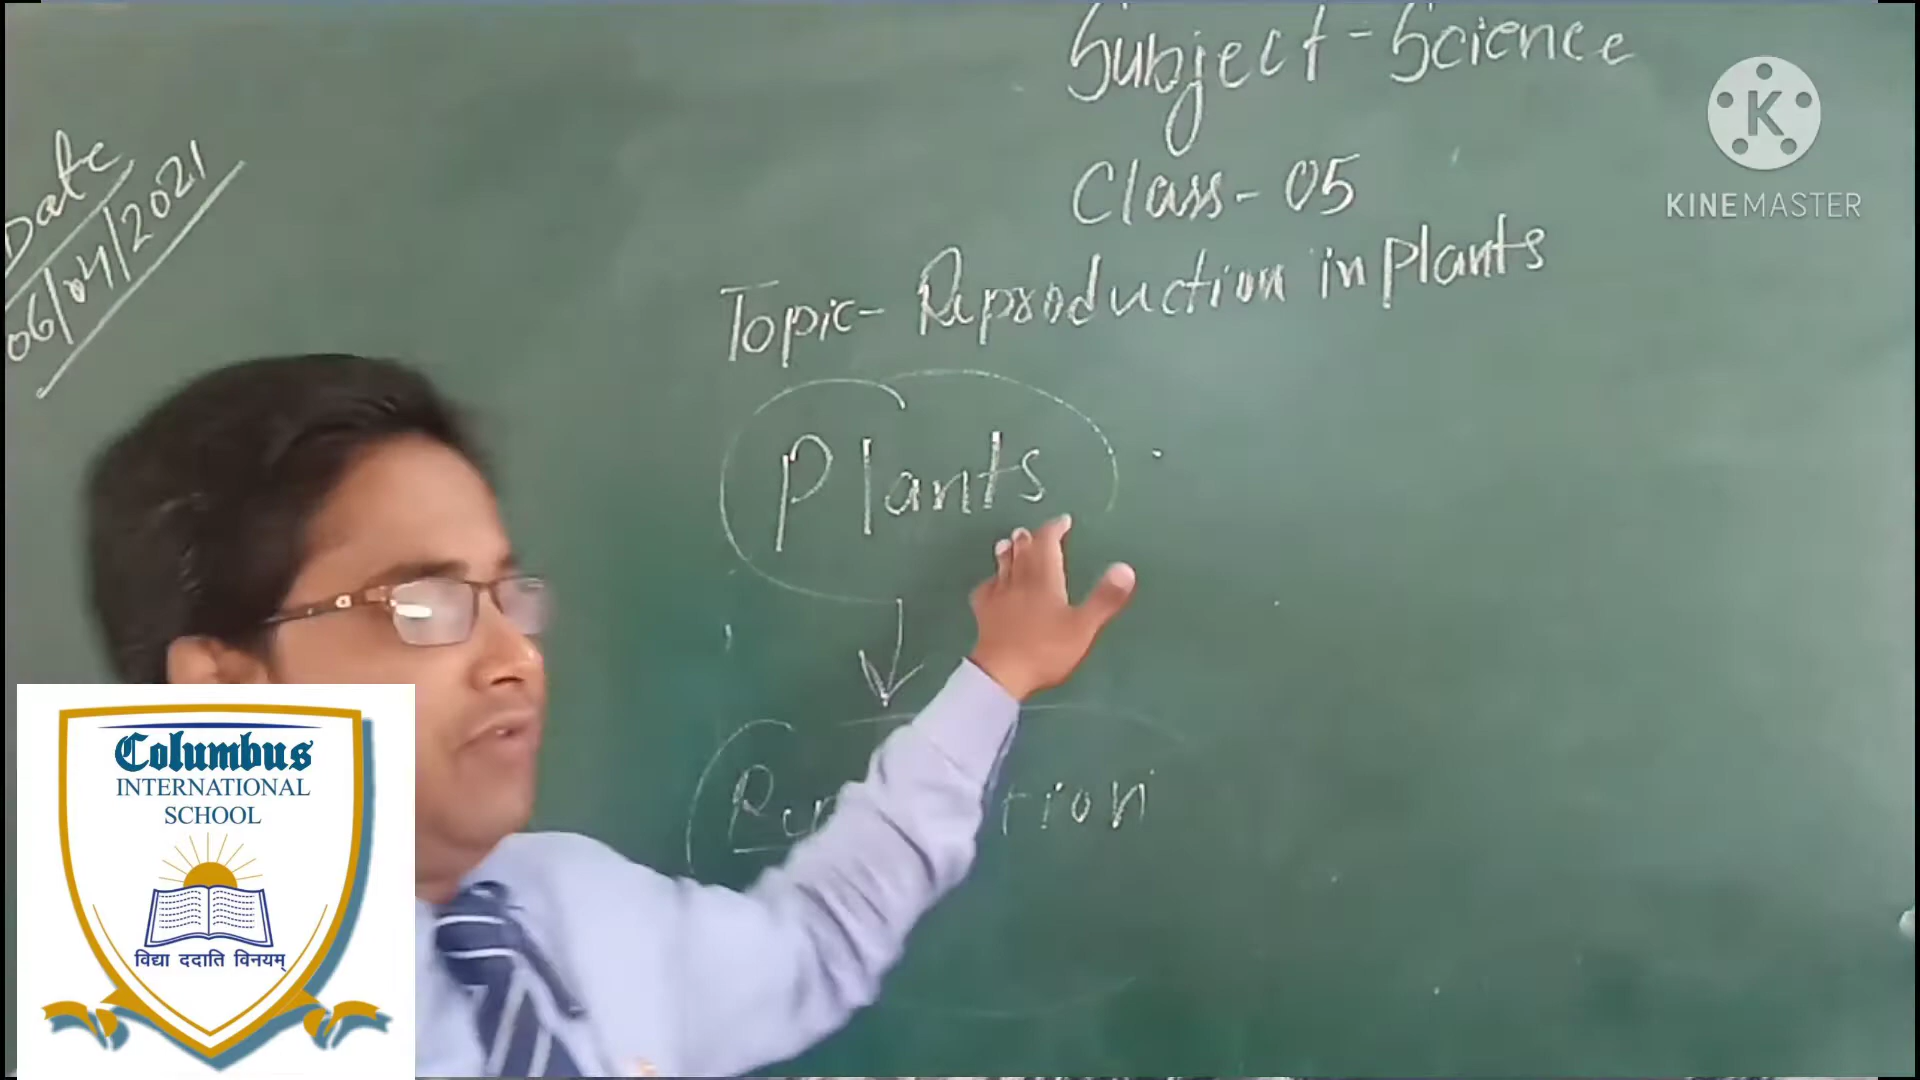 Subject - Science
Class - 05
Topic - Reproduction in plants
Date
06/04/2021
Plants
KINEMASTER
Columbus
INTERNATIONAL
SCHOOL
विद्या ददाति विनयम्